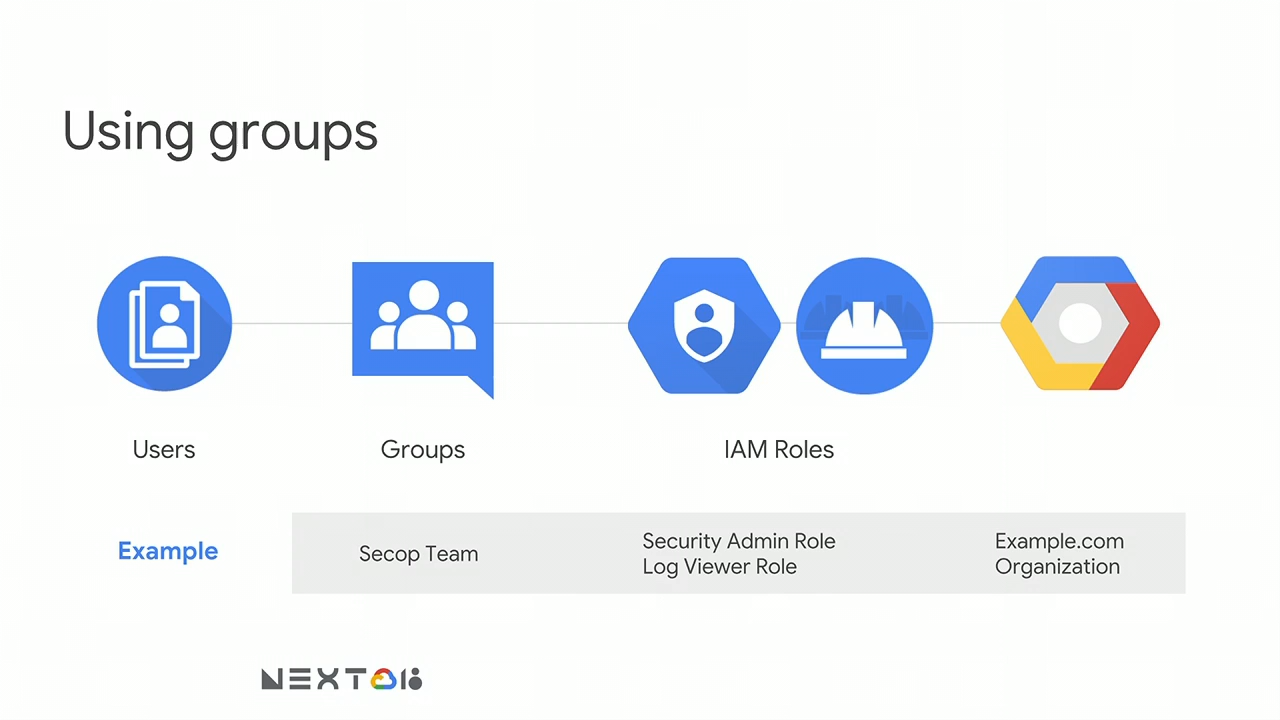 Using groups
Users
Groups
IAM Roles
Example
Secop Team
Security Admin Role
Log Viewer Role
Example.com
Organization
NEXT 18